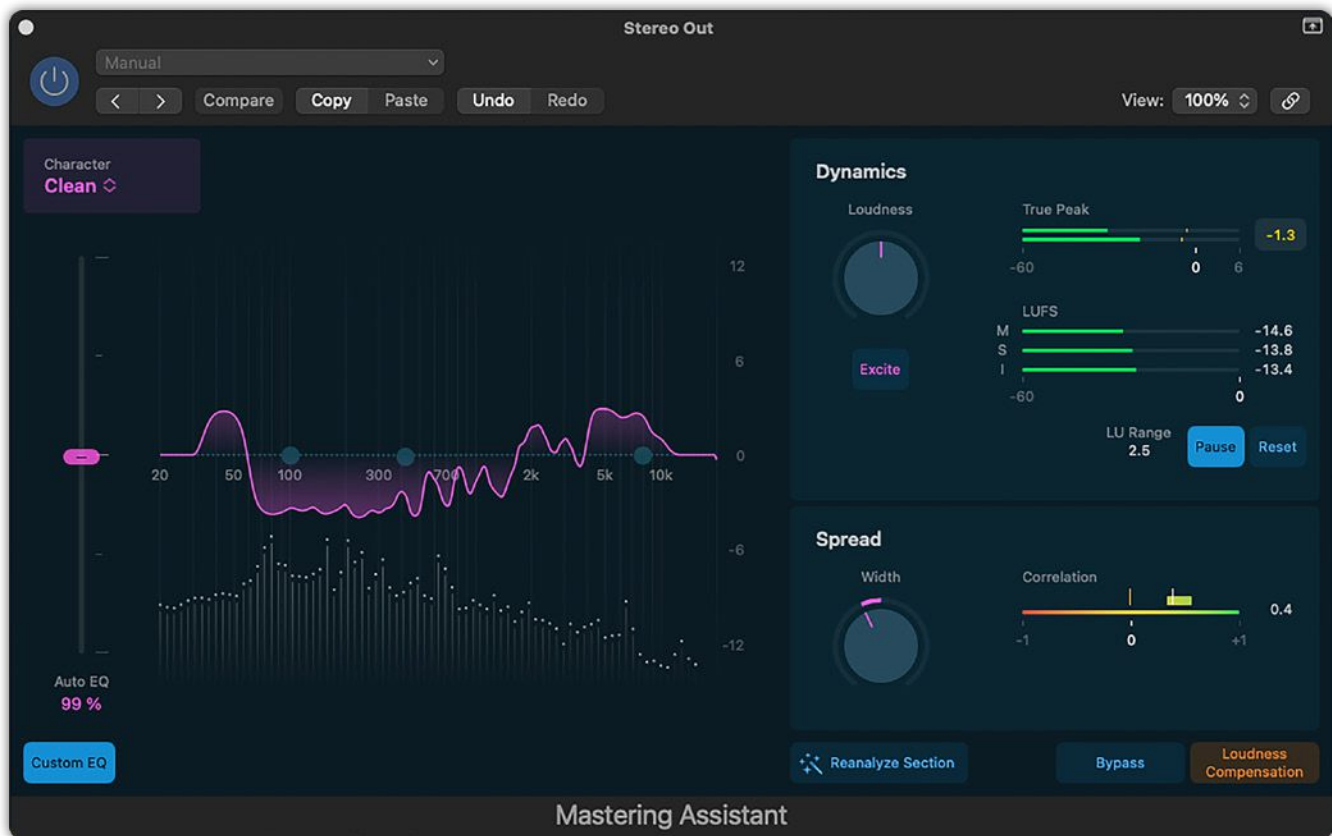 Stereo Out
Manual
Compare Copy Paste Undo Redo View: 100%
Character
Clean
Dynamics
Loudness True Peak
-1.3
-60 0 6
LUFS
M -14.6
S -13.8
I -13.4
-60 0
Excite
LU Range
2.5
Pause Reset
12
6
0
-6
-12
20 50 100 300 700 2k 5k 10k
Auto EQ
99 %
Custom EQ
Spread
Width Correlation
0.4
-1 0 +1
Reanalyze Section Bypass Loudness
Compensation
Mastering Assistant